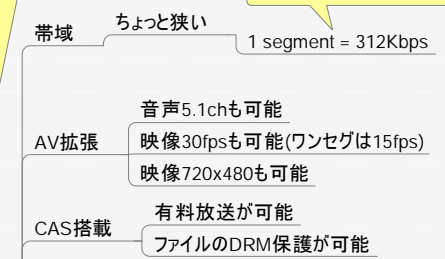 帯域
ちょっと狭い
1 segment = 312Kbps
AV拡張
音声5.1chも可能
映像30fpsも可能(ワンセグは15fps)
映像720x480も可能
CAS搭載
有料放送が可能
ファイルのDRM保護が可能